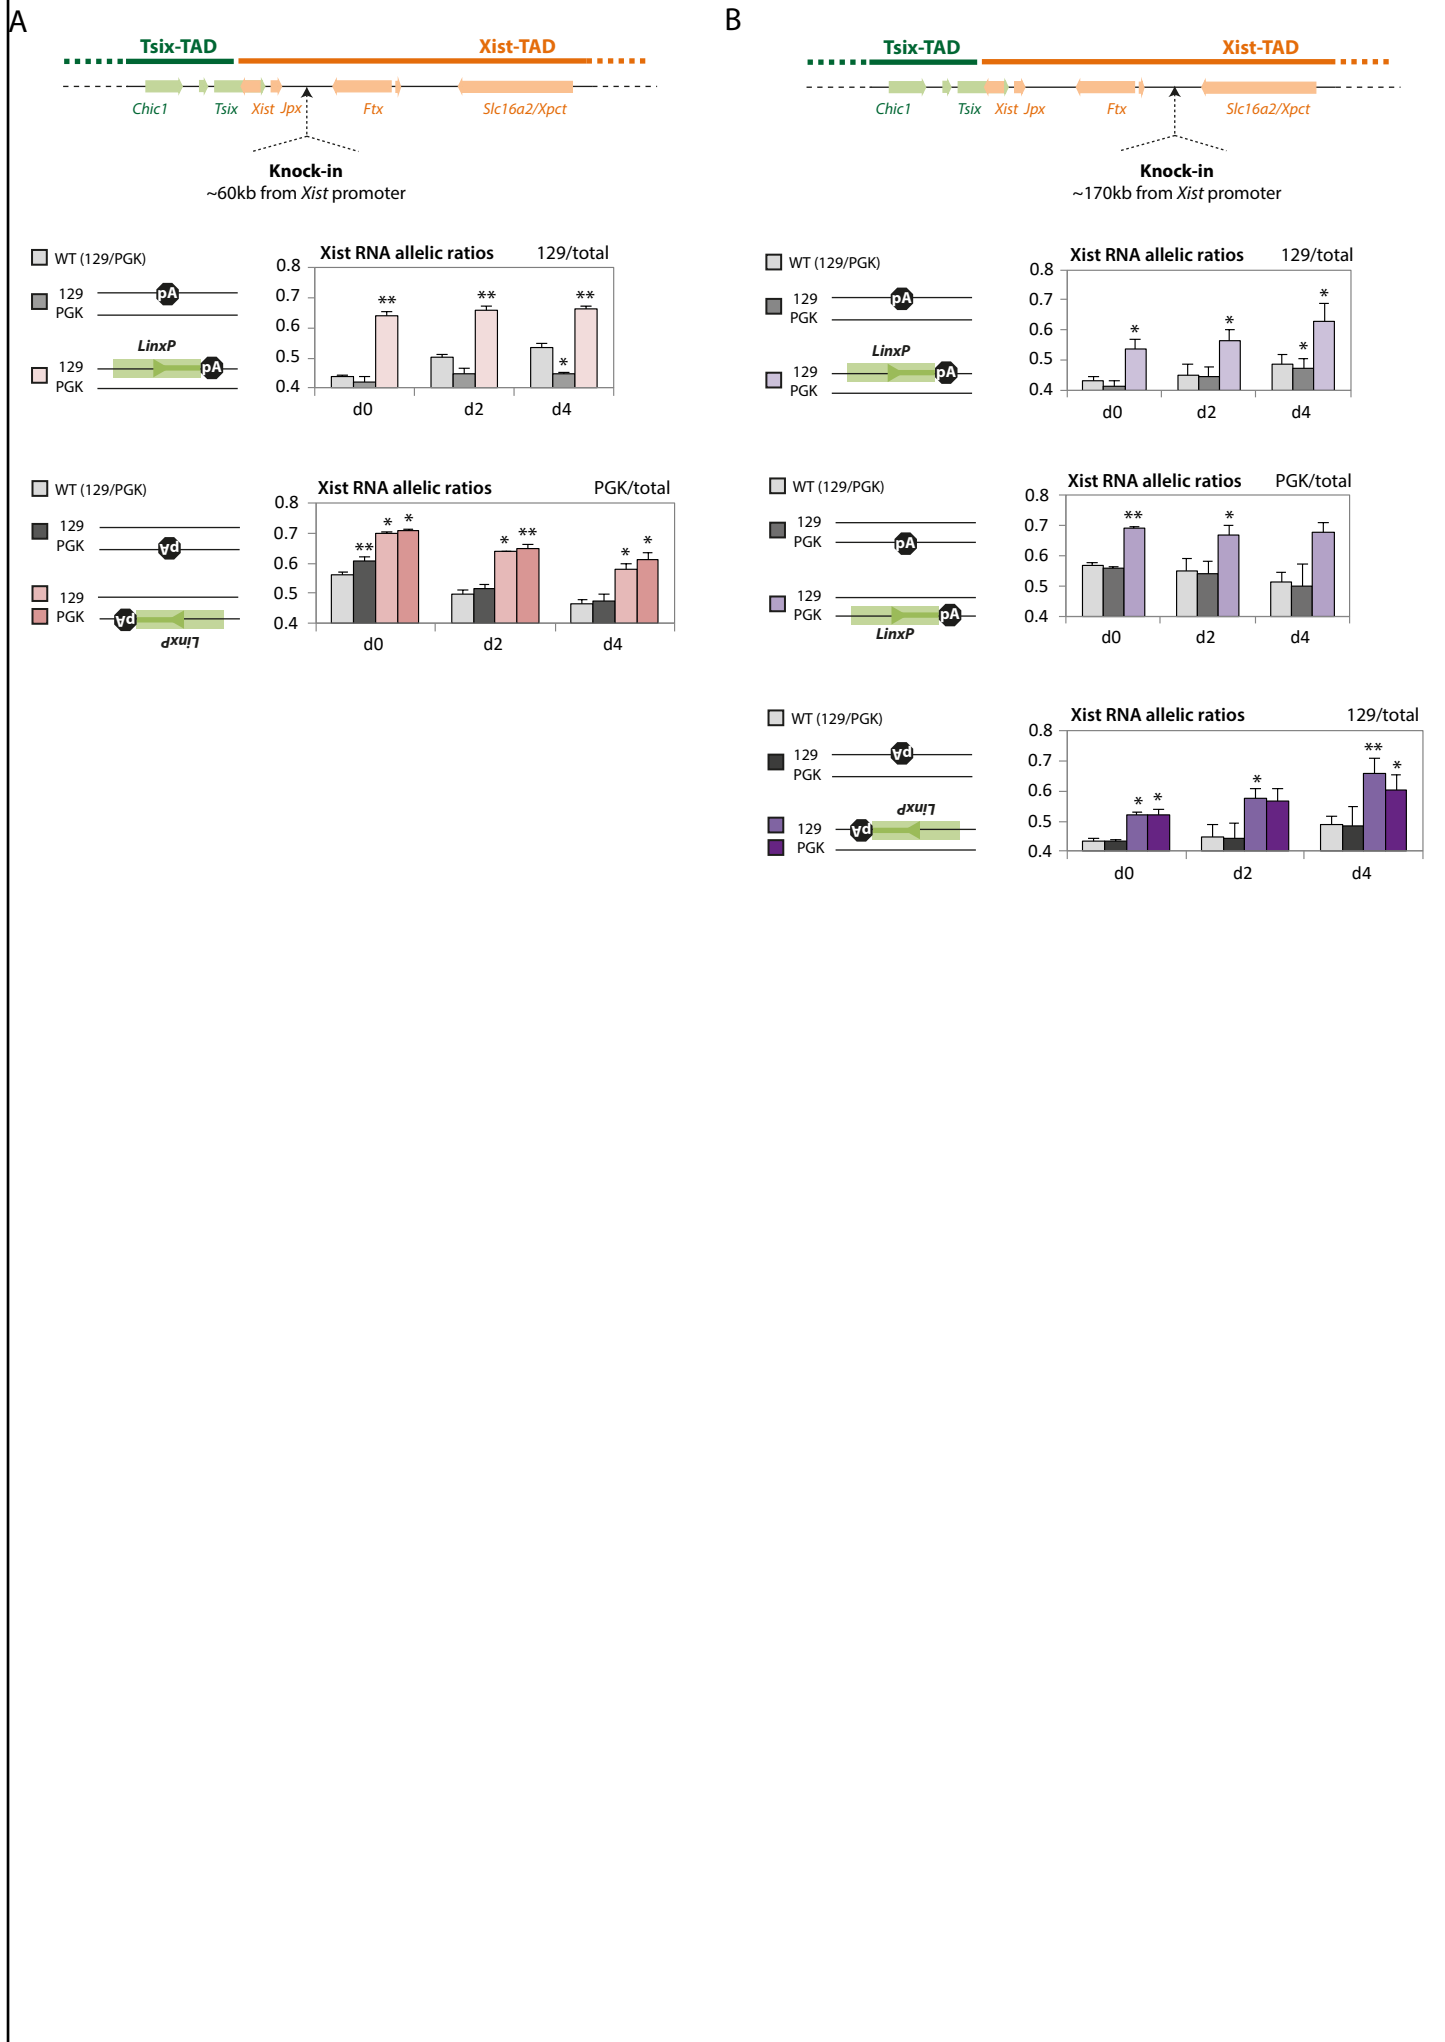 A
Tsix-TAD Xist-TAD
Chic1 Tsix Xist Jpx Ftx Slc16a2/Xpct
Knock-in
~60kb from Xist promoter
WT (129/PGK)
129
PGK
pA
LinxP
129
PGK
pA
Xist RNA allelic ratios 129/total
0.8
0.7
0.6
0.5
0.4
** ** * **
d0 d2 d4
WT (129/PGK)
129
PGK
pA
129
PGK
pA
LinxP
Xist RNA allelic ratios PGK/total
0.8
0.7
0.6
0.5
0.4
** * * * ** * *
d0 d2 d4
B
Tsix-TAD Xist-TAD
Chic1 Tsix Xist Jpx Ftx Slc16a2/Xpct
Knock-in
~170kb from Xist promoter
WT (129/PGK)
129
PGK
pA
LinxP
129
PGK
pA
Xist RNA allelic ratios 129/total
0.8
0.7
0.6
0.5
0.4
* * * *
d0 d2 d4
WT (129/PGK)
129
PGK
pA
129
PGK
pA
LinxP
Xist RNA allelic ratios PGK/total
0.8
0.7
0.6
0.5
0.4
** *
d0 d2 d4
WT (129/PGK)
129
PGK
pA
LinxP
129
PGK
pA
Xist RNA allelic ratios 129/total
0.8
0.7
0.6
0.5
0.4
* * * ** *
d0 d2 d4